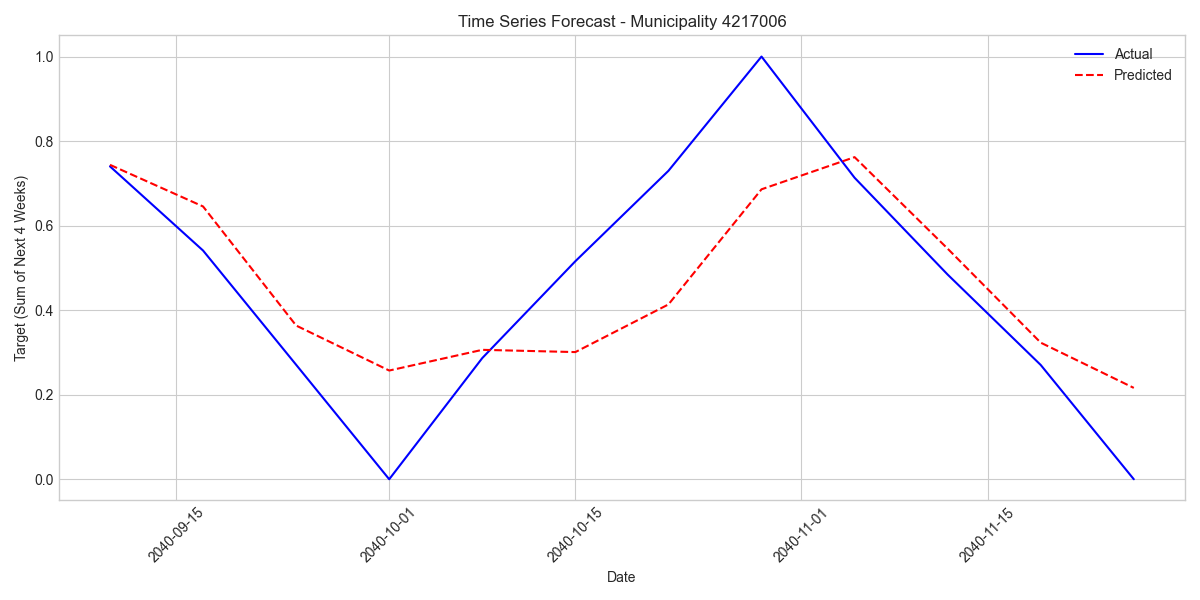 Time Series Forecast - Municipality 4217006
Actual
Predicted
Target (Sum of Next 4 Weeks)
1.0
0.8
0.6
0.4
0.2
0.0
2040-09-15
2040-10-01
2040-10-15
2040-11-01
2040-11-15
Date